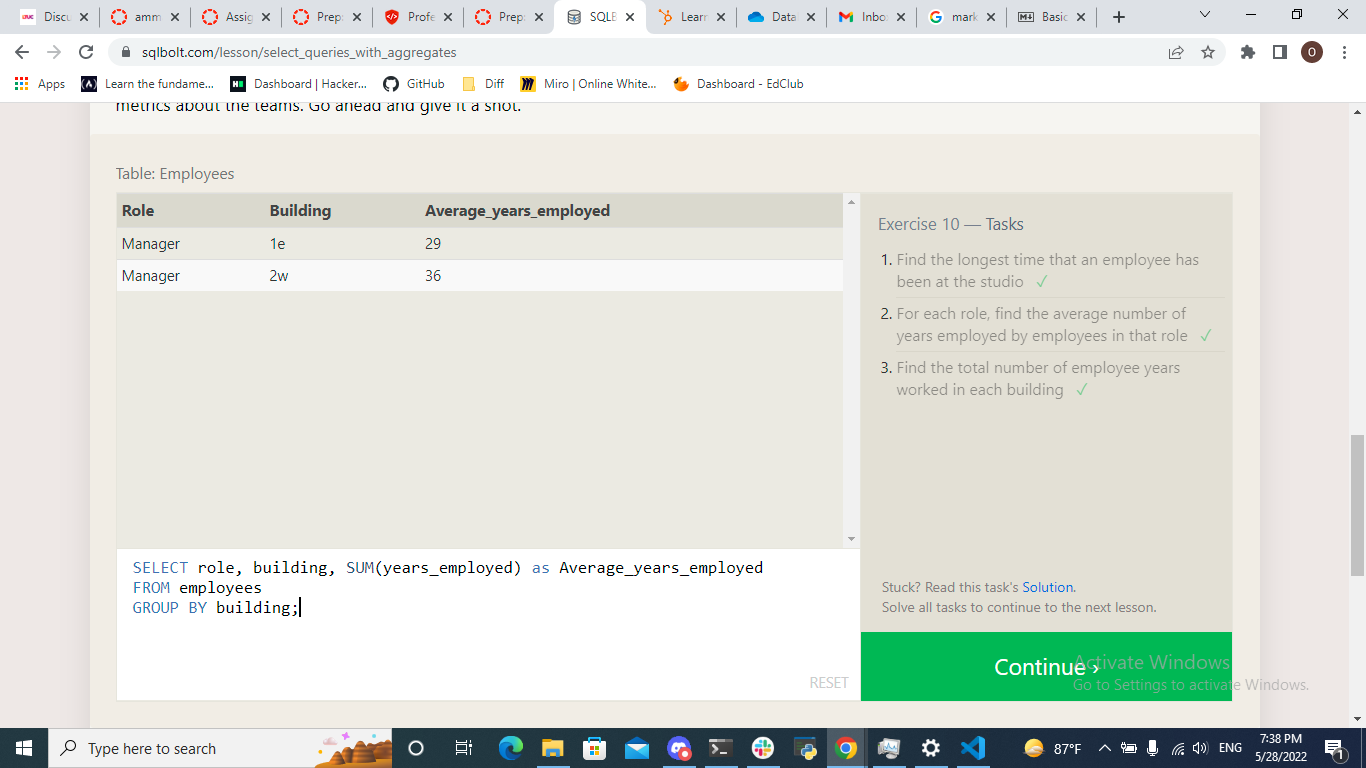 Discu
amm
Assig
Prep
Profe
Prep
SQLB
Learn
Data
Inbo
mark
Basic
sqlbolt.com/lesson/select_queries_with_aggregates
O
Apps
Learn the fundame...
Dashboard | Hacker...
GitHub
Diff
Miro | Online White...
Dashboard - EdClub
metrics about the teams. Go ahead and give it a shot.
Table: Employees
Role Building Average_years_employed
Manager 1e 29
Manager 2w 36
Exercise 10 — Tasks
1. Find the longest time that an employee has
been at the studio ✓
2. For each role, find the average number of
years employed by employees in that role ✓
3. Find the total number of employee years
worked in each building ✓
SELECT role, building, SUM(years_employed) as Average_years_employed
FROM employees
GROUP BY building;
RESET
Stuck? Read this task's Solution.
Solve all tasks to continue to the next lesson.
Continue ›
Activate Windows
Go to Settings to activate Windows.
Type here to search
87°F
ENG
7:38 PM
5/28/2022
1